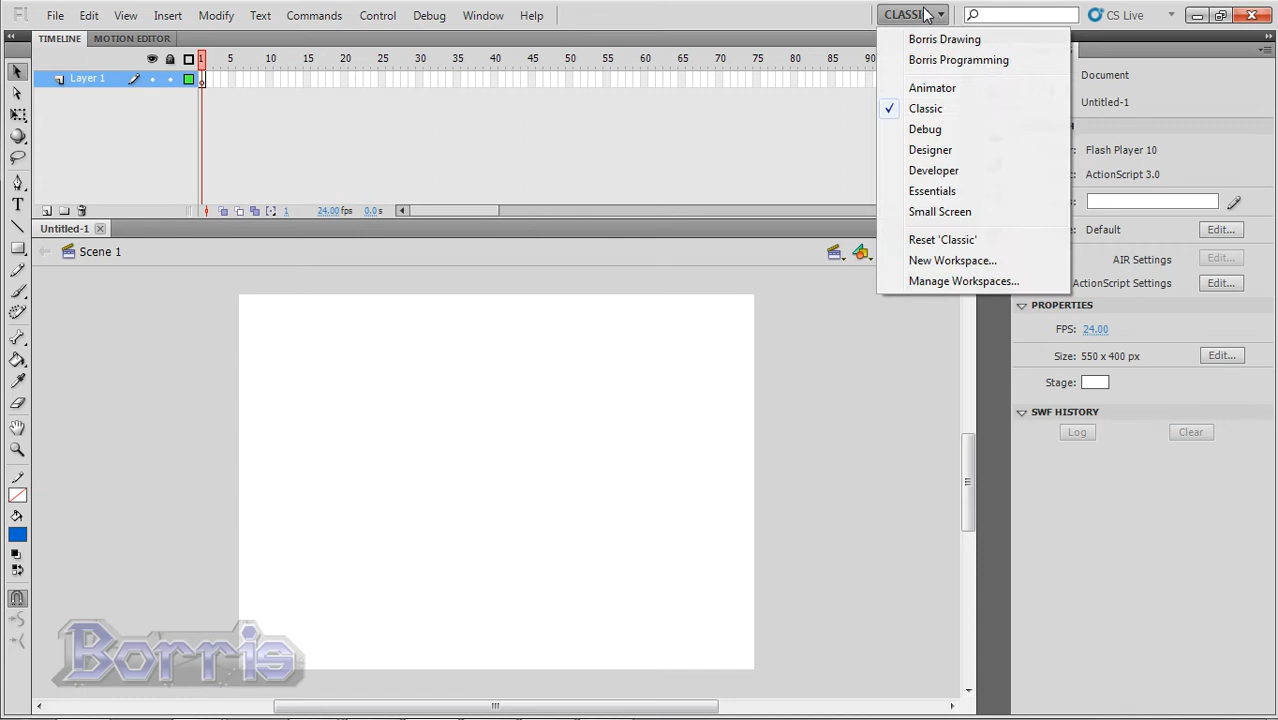 Fl File Edit View Insert Modify Text Commands Control Debug Window Help CS Live
TIMELINE MOTION EDITOR
1 5 10 15 20 25 30 35 40 45 50 55 60 65 70 75 80 85 90
Layer 1
1 24.00 fps 0.0s
Untitled-1
Scene 1
Borris Drawing
Borris Programming
Animator
Classic
Debug
Designer
Developer
Essentials
Small Screen
Reset 'Classic'
New Workspace...
Manage Workspaces...
Document
Untitled-1
Flash Player 10
ActionScript 3.0
Default Edit...
AIR Settings Edit...
ActionScript Settings Edit...
PROPERTIES
FPS: 24.00
Size: 550 x 400 px Edit...
Stage:
SWF HISTORY
Log Clear
Borris